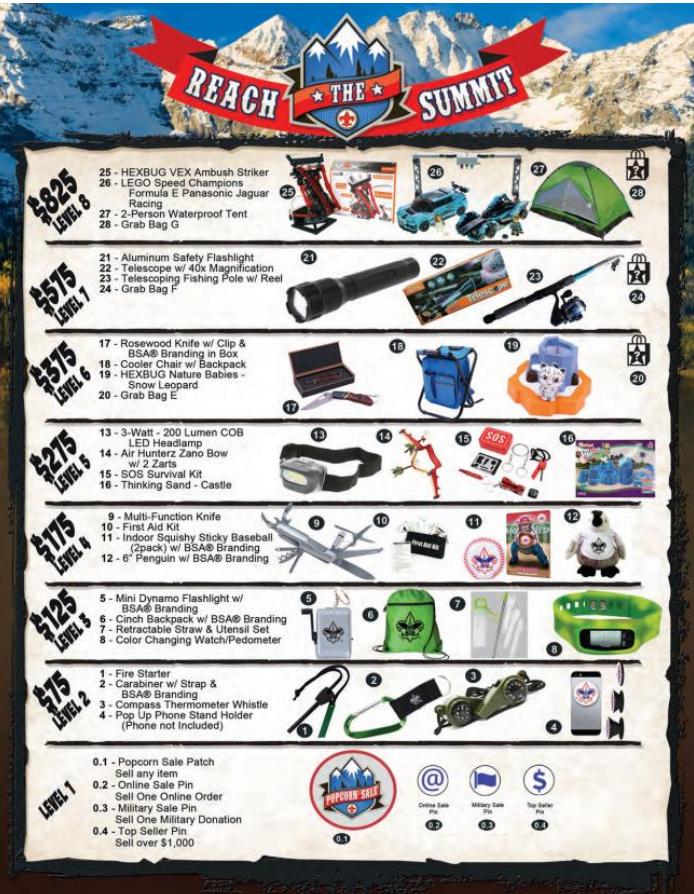 REACH THE SUMMIT
$825
LEVEL 8
25 - HEXBUG VEX Ambush Striker
26 - LEGO Speed Champions
Formula E Panasonic Jaguar
Racing
27 - 2-Person Waterproof Tent
28 - Grab Bag G
25
26
27
?
28
$575
LEVEL 7
21 - Aluminum Safety Flashlight
22 - Telescope w/ 40x Magnification
23 - Telescoping Fishing Pole w/ Reel
24 - Grab Bag F
21
22
Telescope
23
?
24
$375
LEVEL 6
17 - Rosewood Knife w/ Clip &
BSA® Branding in Box
18 - Cooler Chair w/ Backpack
19 - HEXBUG Nature Babies -
Snow Leopard
20 - Grab Bag E
17
18
19
?
20
$275
LEVEL 5
13 - 3-Watt - 200 Lumen COB
LED Headlamp
14 - Air Hunterz Zano Bow
w/ 2 Zarts
15 - SOS Survival Kit
16 - Thinking Sand - Castle
13
14
15
SOS
16
$175
LEVEL 4
9 - Multi-Function Knife
10 - First Aid Kit
11 - Indoor Squishy Sticky Baseball
(2pack) w/ BSA® Branding
12 - 6" Penguin w/ BSA® Branding
9
10
First Aid Kit
11
12
$125
LEVEL 3
5 - Mini Dynamo Flashlight w/
BSA® Branding
6 - Cinch Backpack w/ BSA® Branding
7 - Retractable Straw & Utensil Set
8 - Color Changing Watch/Pedometer
5
6
7
8
$75
LEVEL 2
1 - Fire Starter
2 - Carabiner w/ Strap &
BSA® Branding
3 - Compass Thermometer Whistle
4 - Pop Up Phone Stand Holder
(Phone not Included)
1
2
3
4
LEVEL 1
0.1 - Popcorn Sale Patch
Sell any item
0.2 - Online Sale Pin
Sell One Online Order
0.3 - Military Sale Pin
Sell One Military Donation
0.4 - Top Seller Pin
Sell over $1,000
POPCORN SALE
0.1
@
Online Sale
Pin
0.2
Military Sale
Pin
0.3
$
Top Seller
Pin
0.4